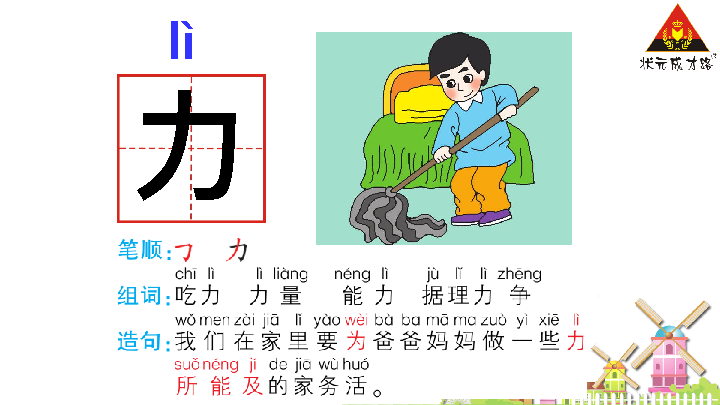 lì
状元成才路
力
笔顺：㇆ 力
chī lì lì liàng néng lì jù lǐ lì zhēng
组词：吃力 力量 能力 据理力争
wǒ men zài jiā lǐ yào wèi bà ba mā ma zuò yì xiē lì
造句：我们在家里要为爸爸妈妈做一些力
suǒ néng jí de jiā wù huó
所能及的家务活。